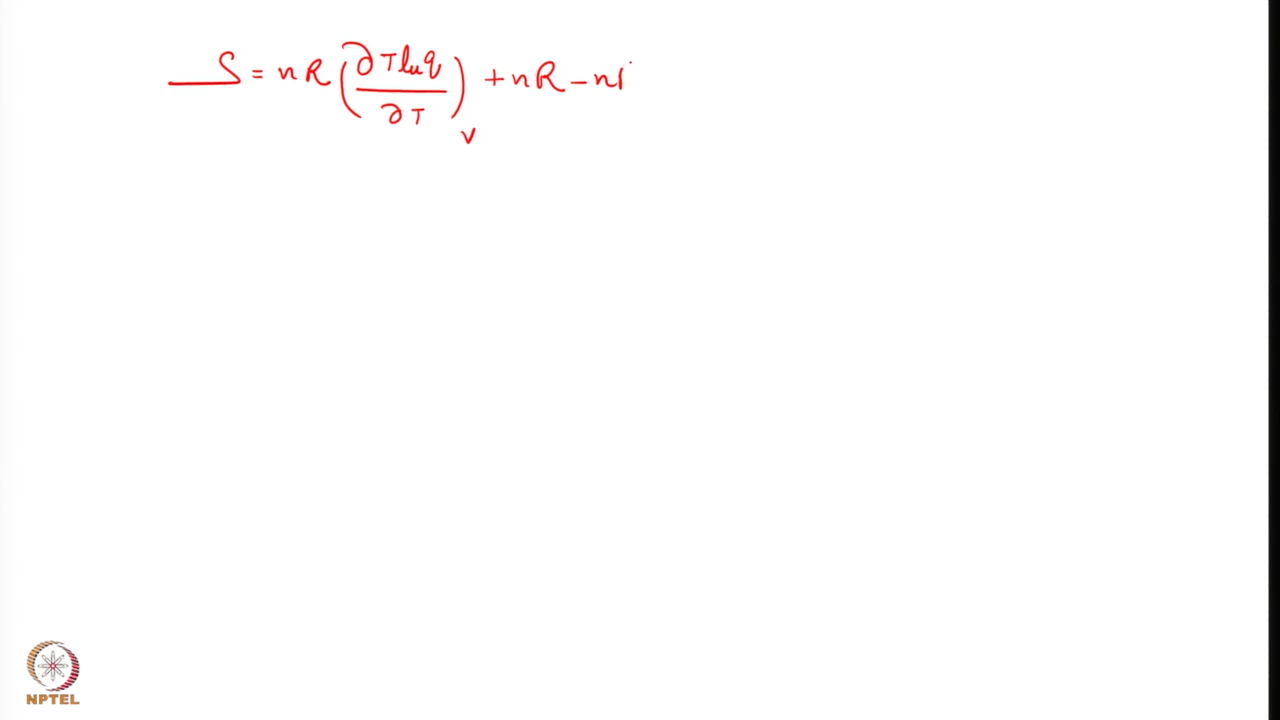 S = nR (∂ T ln q / ∂T)_V + nR − n
NPTEL